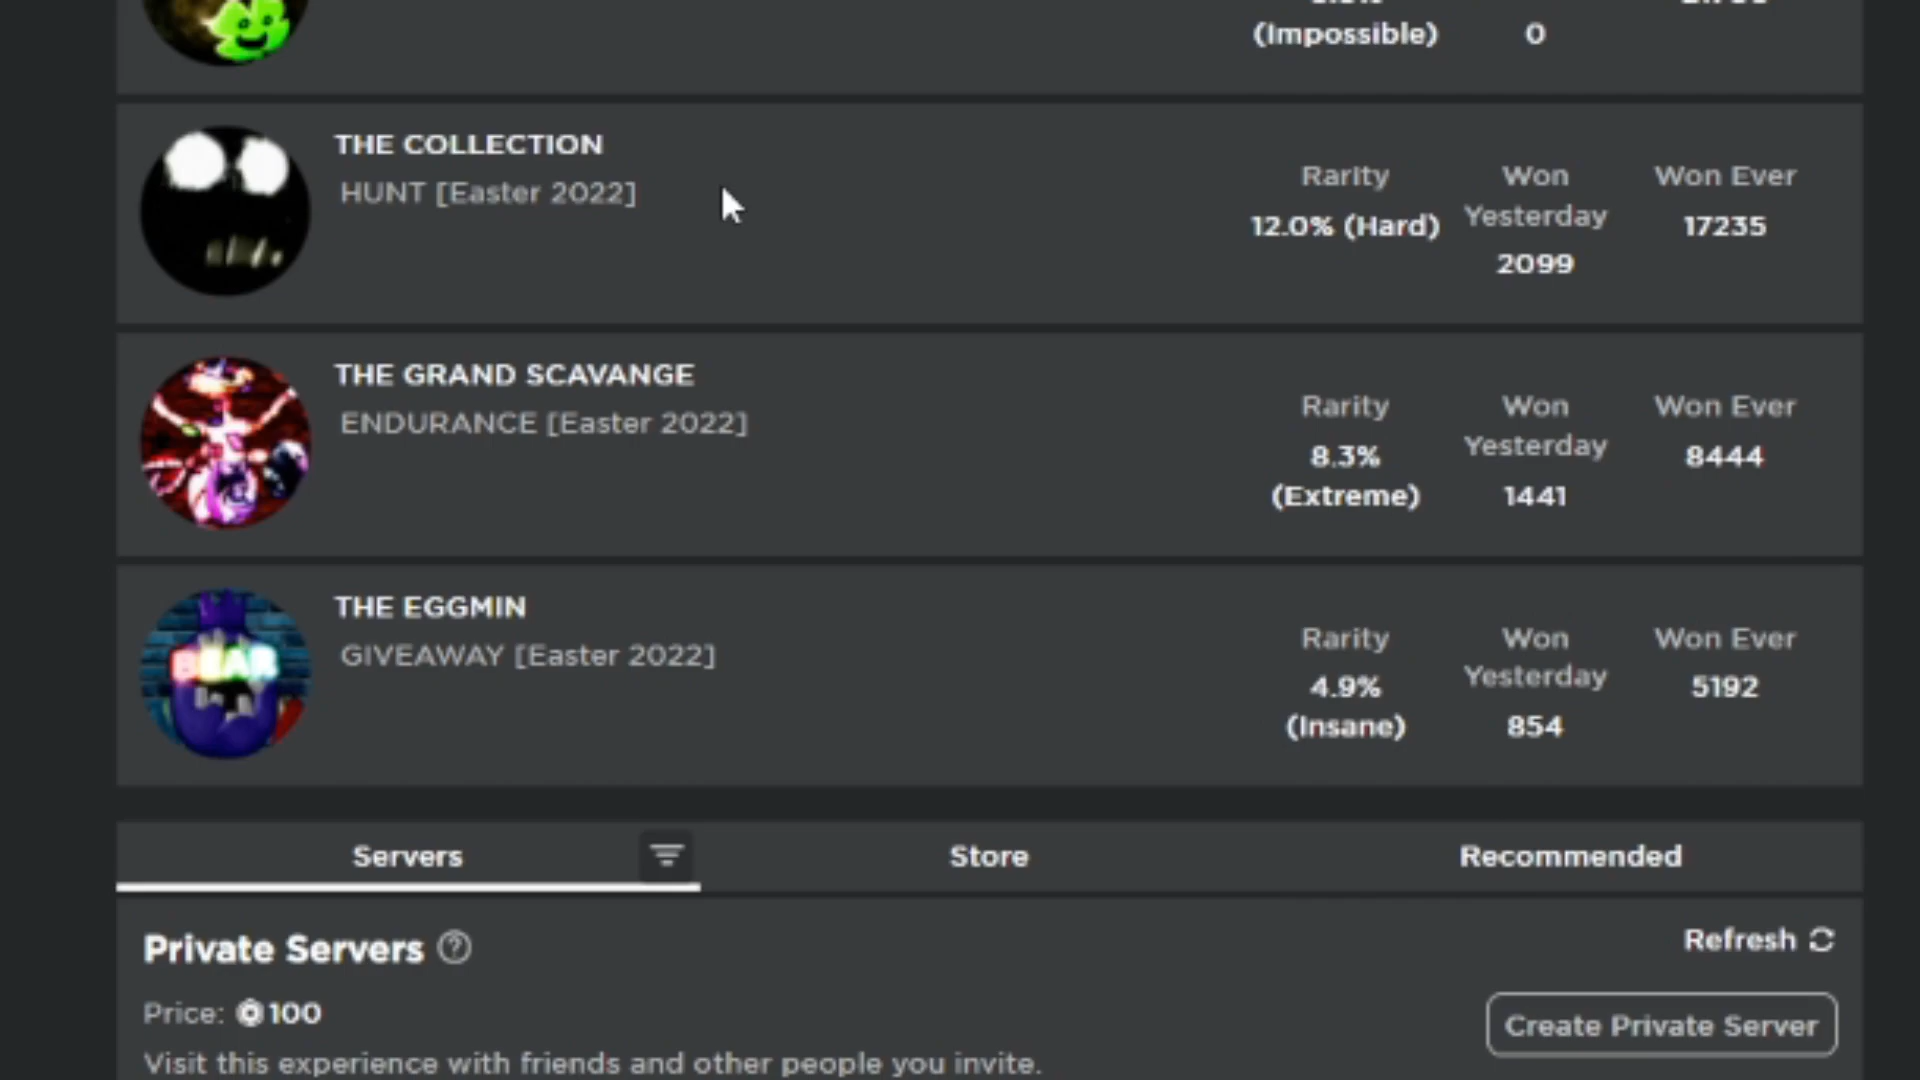 (Impossible)
0
THE COLLECTION
HUNT [Easter 2022]
Rarity
12.0% (Hard)
Won
Yesterday
2099
Won Ever
17235
THE GRAND SCAVANGE
ENDURANCE [Easter 2022]
Rarity
8.3%
(Extreme)
Won
Yesterday
1441
Won Ever
8444
BEAR
THE EGGMIN
GIVEAWAY [Easter 2022]
Rarity
4.9%
(Insane)
Won
Yesterday
854
Won Ever
5192
Servers
Store
Recommended
Private Servers
Refresh
Price: 100
Create Private Server
Visit this experience with friends and other people you invite.